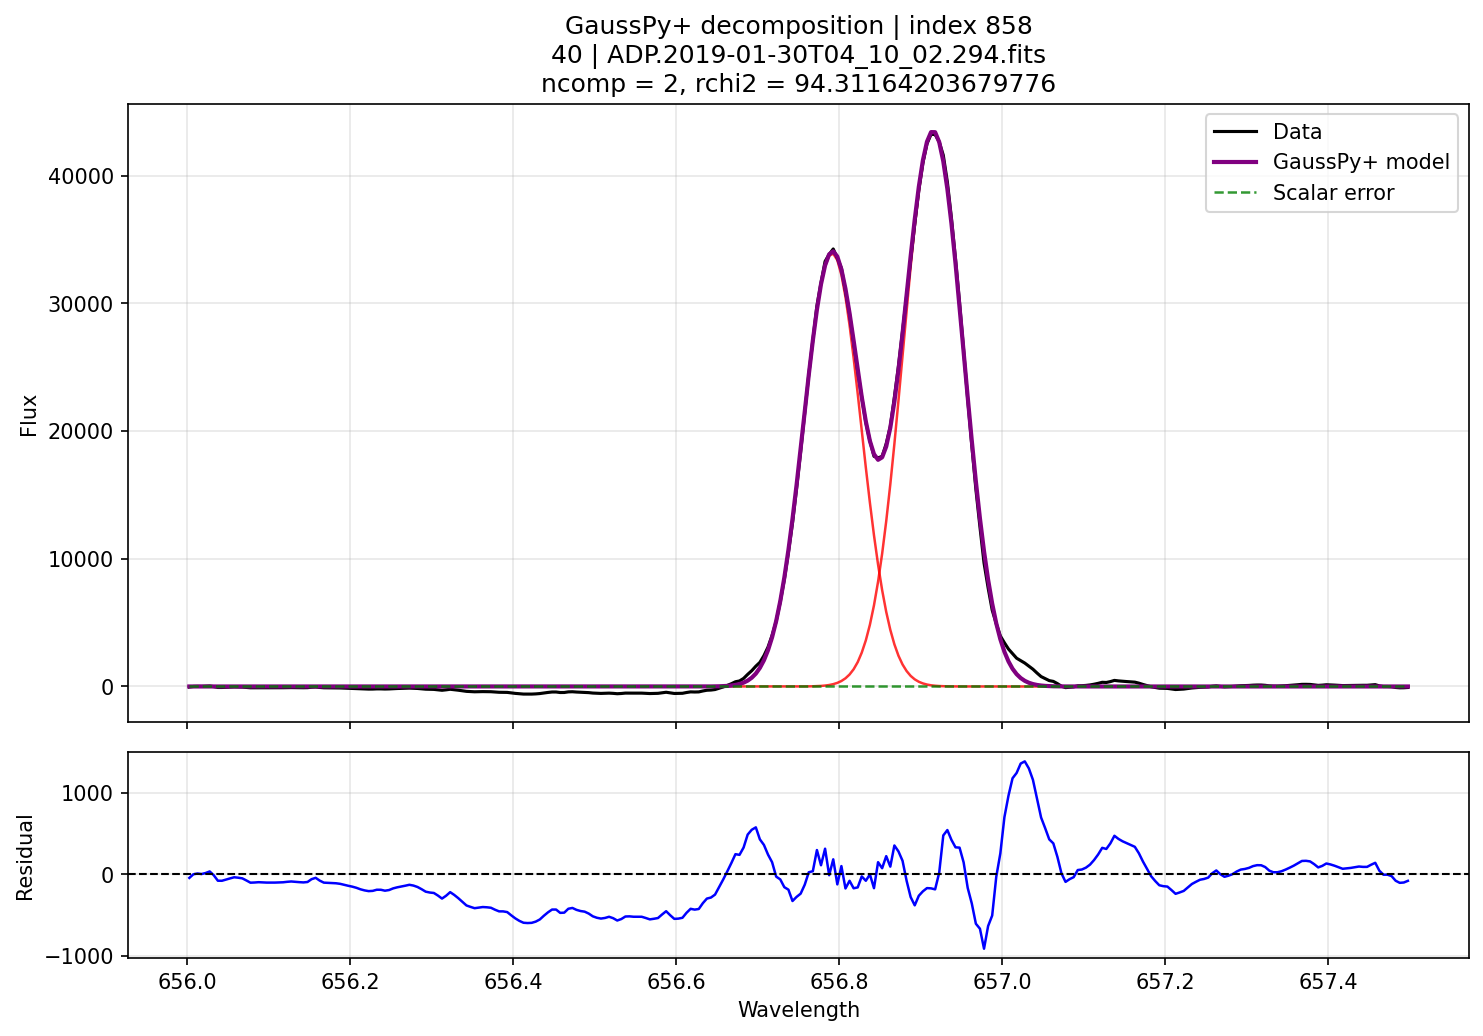 GaussPy+ decomposition | index 858
40 | ADP.2019-01-30T04_10_02.294.fits
ncomp = 2, rchi2 = 94.31164203679776
Data
GaussPy+ model
Scalar error
40000
30000
20000
10000
0
Flux
1000
0
−1000
Residual
656.0 656.2 656.4 656.6 656.8 657.0 657.2 657.4
Wavelength